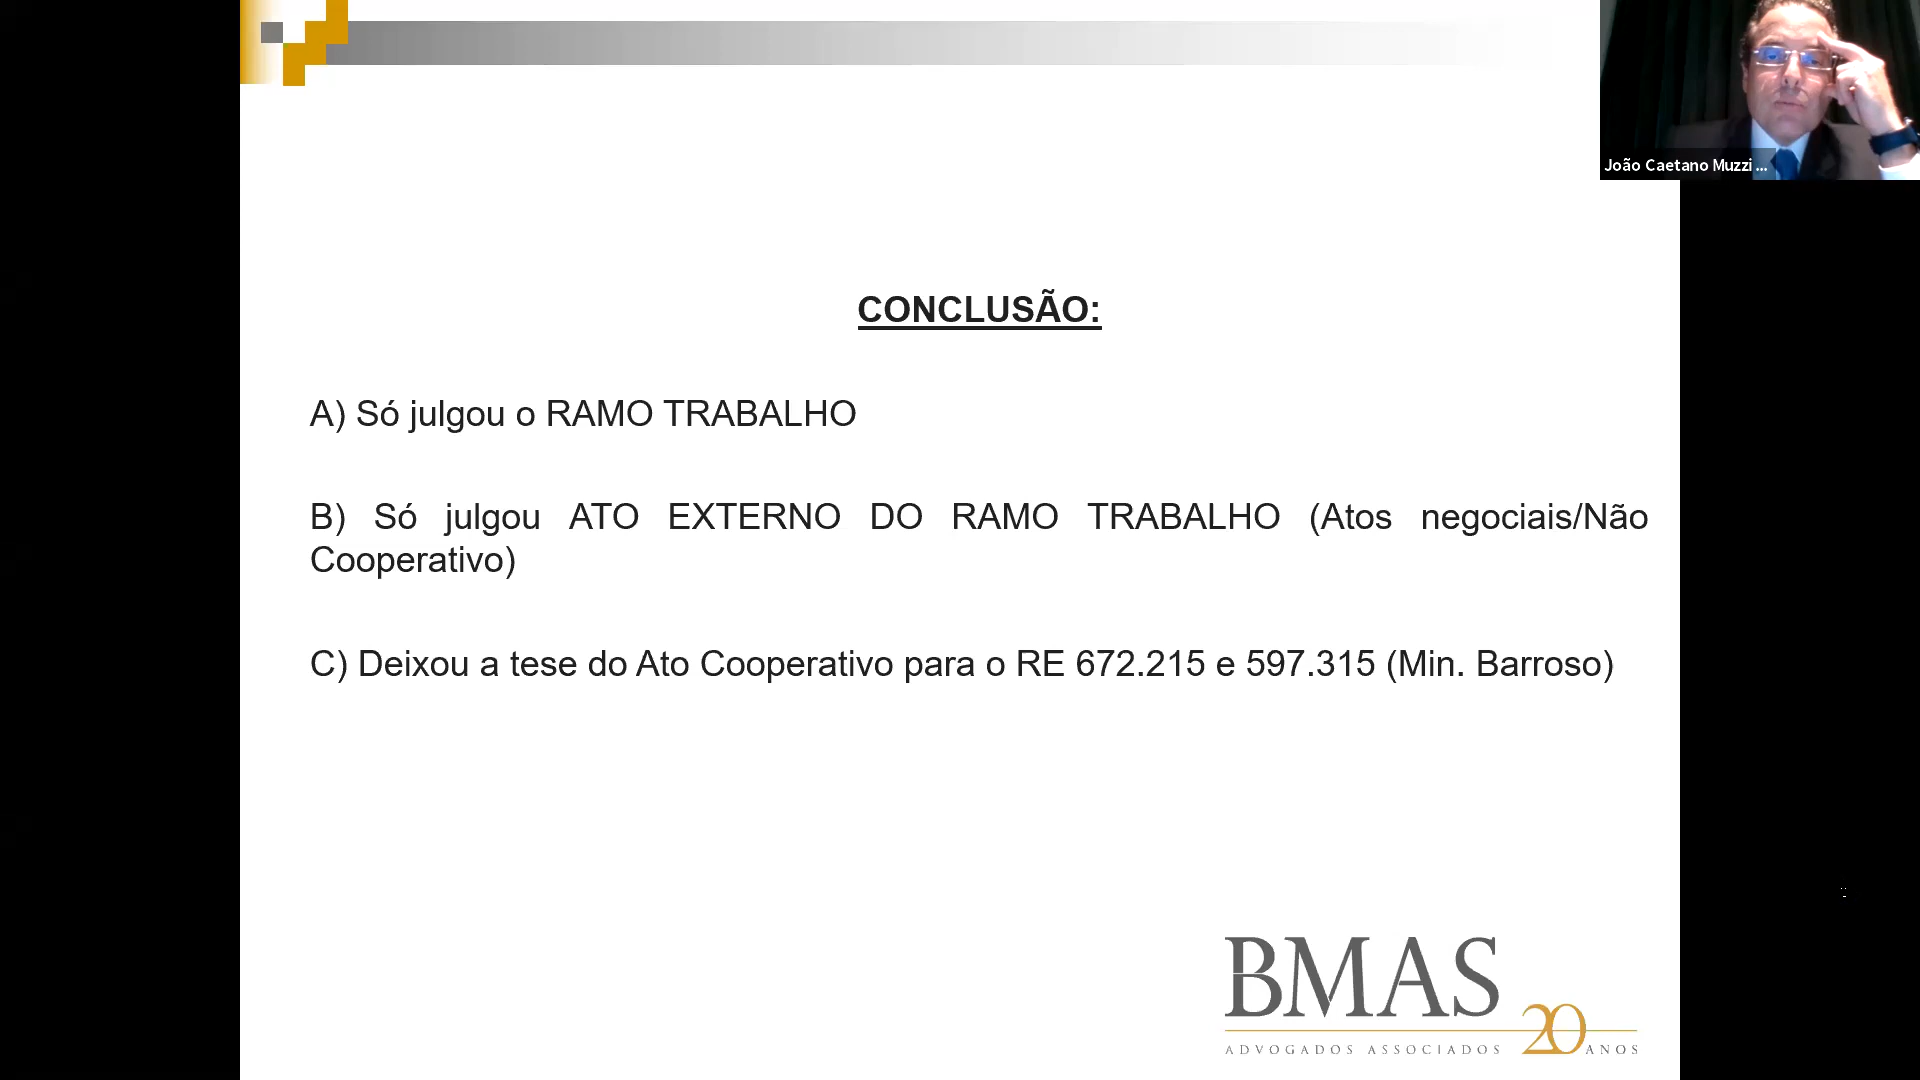 João Caetano Muzzi ...
CONCLUSÃO:
A) Só julgou o RAMO TRABALHO
B) Só julgou ATO EXTERNO DO RAMO TRABALHO (Atos negociais/Não
Cooperativo)
C) Deixou a tese do Ato Cooperativo para o RE 672.215 e 597.315 (Min. Barroso)
BMAS
ADVOGADOS ASSOCIADOS 20 ANOS